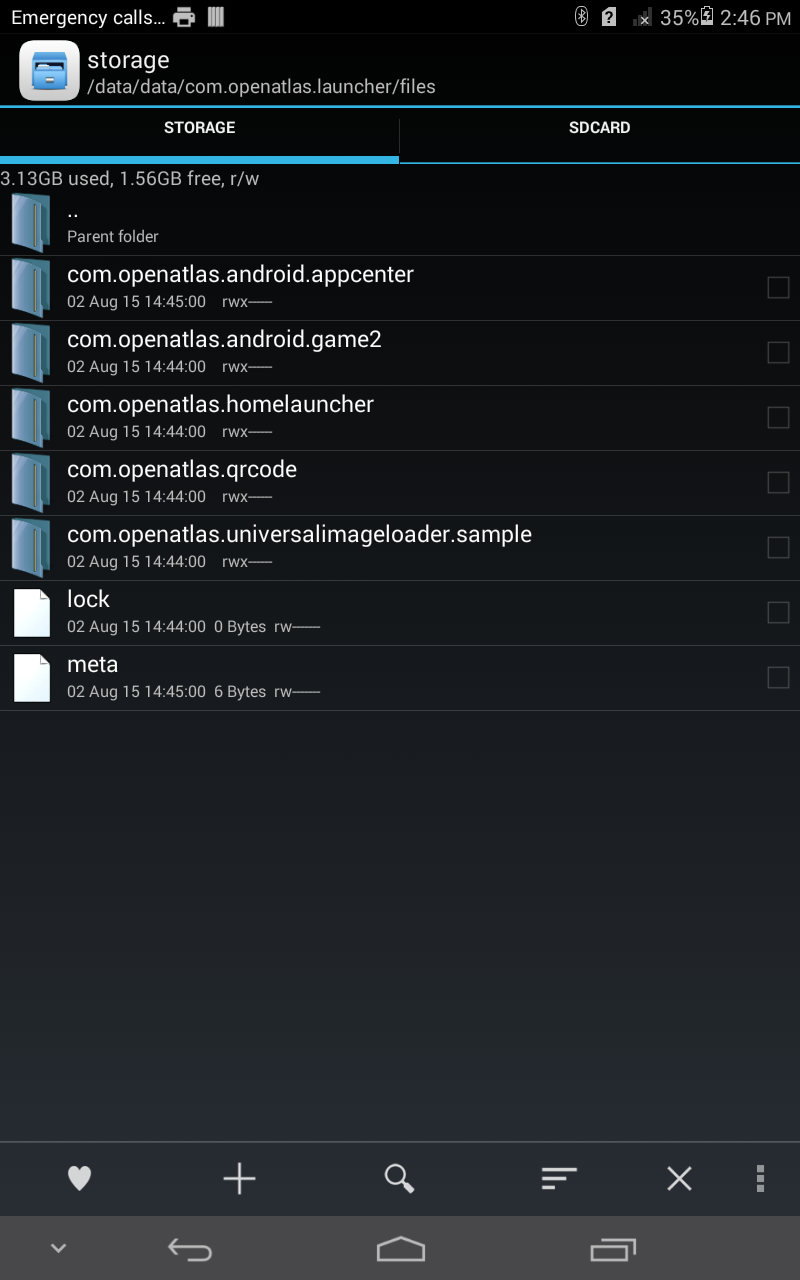 Emergency calls... 35% 2:46 PM
storage
/data/data/com.openatlas.launcher/files
STORAGE SDCARD
3.13GB used, 1.56GB free, r/w
..
Parent folder
com.openatlas.android.appcenter
02 Aug 15 14:45:00 rwx------
com.openatlas.android.game2
02 Aug 15 14:44:00 rwx------
com.openatlas.homelauncher
02 Aug 15 14:44:00 rwx------
com.openatlas.qrcode
02 Aug 15 14:44:00 rwx------
com.openatlas.universalimageloader.sample
02 Aug 15 14:44:00 rwx------
lock
02 Aug 15 14:44:00 0 Bytes rw-------
meta
02 Aug 15 14:45:00 6 Bytes rw-------